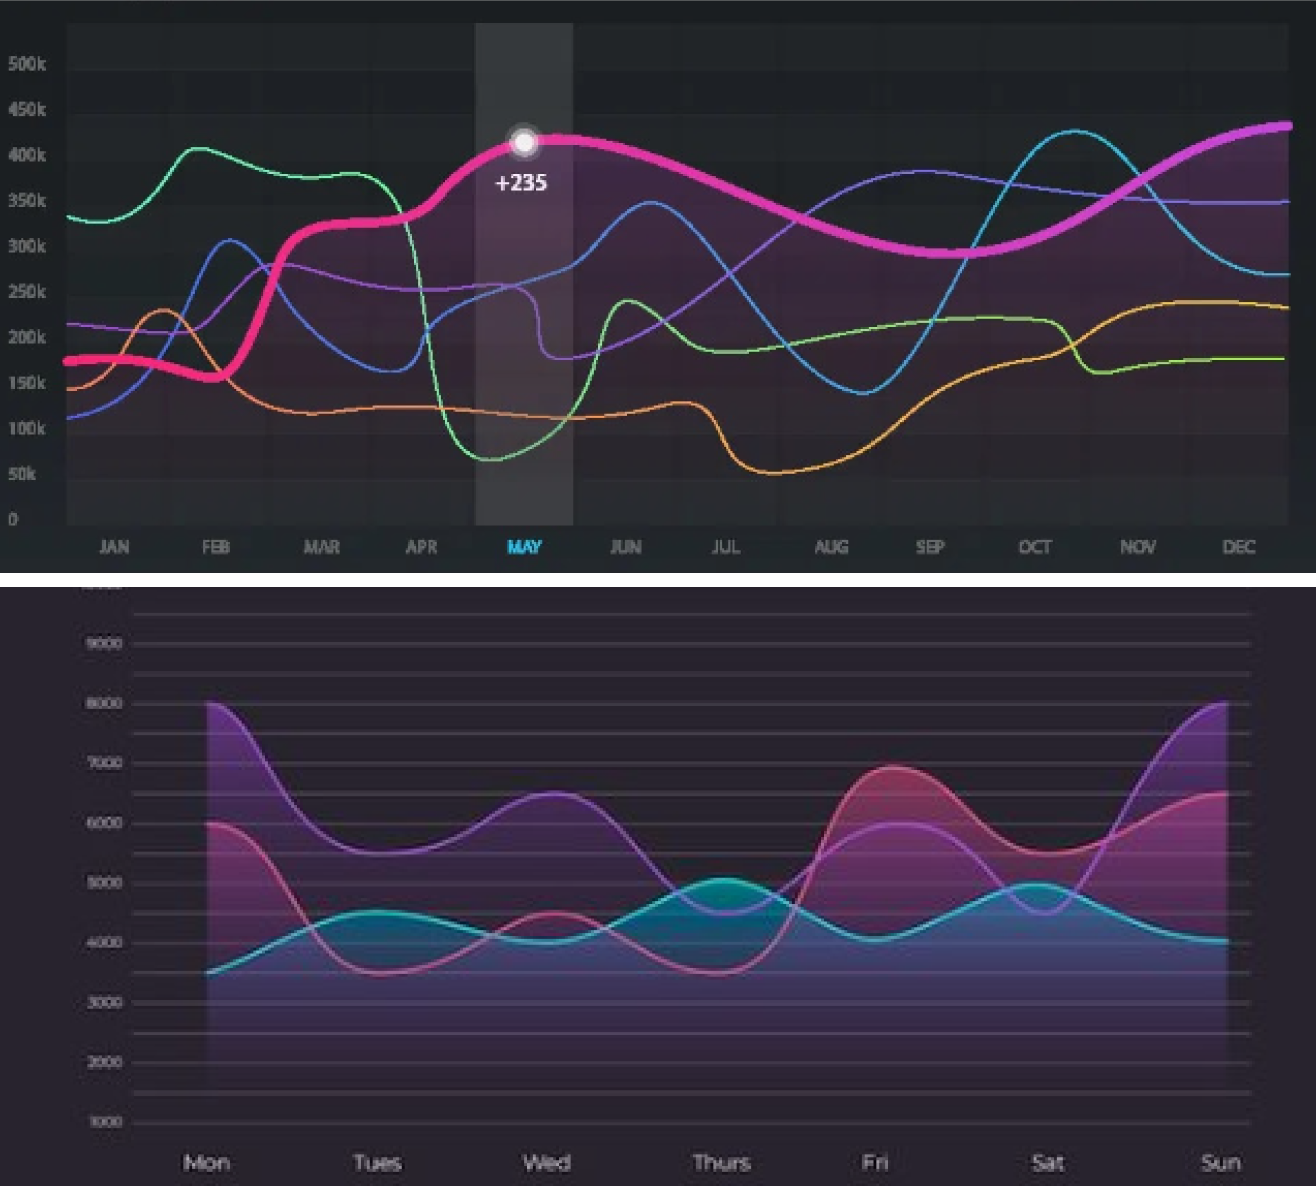 500k
450k
400k
350k
300k
250k
200k
150k
100k
50k
0
+235
JAN FEB MAR APR MAY JUN JUL AUG SEP OCT NOV DEC
9000
8000
7000
6000
5000
4000
3000
2000
1000
Mon Tues Wed Thurs Fri Sat Sun